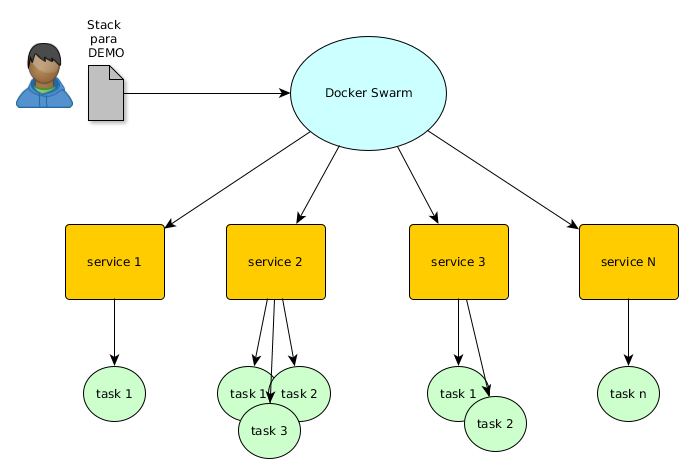 Stack
para
DEMO
Docker Swarm
service 1
service 2
service 3
service N
task 1
task 1
task 2
task 3
task 1
task 2
task n